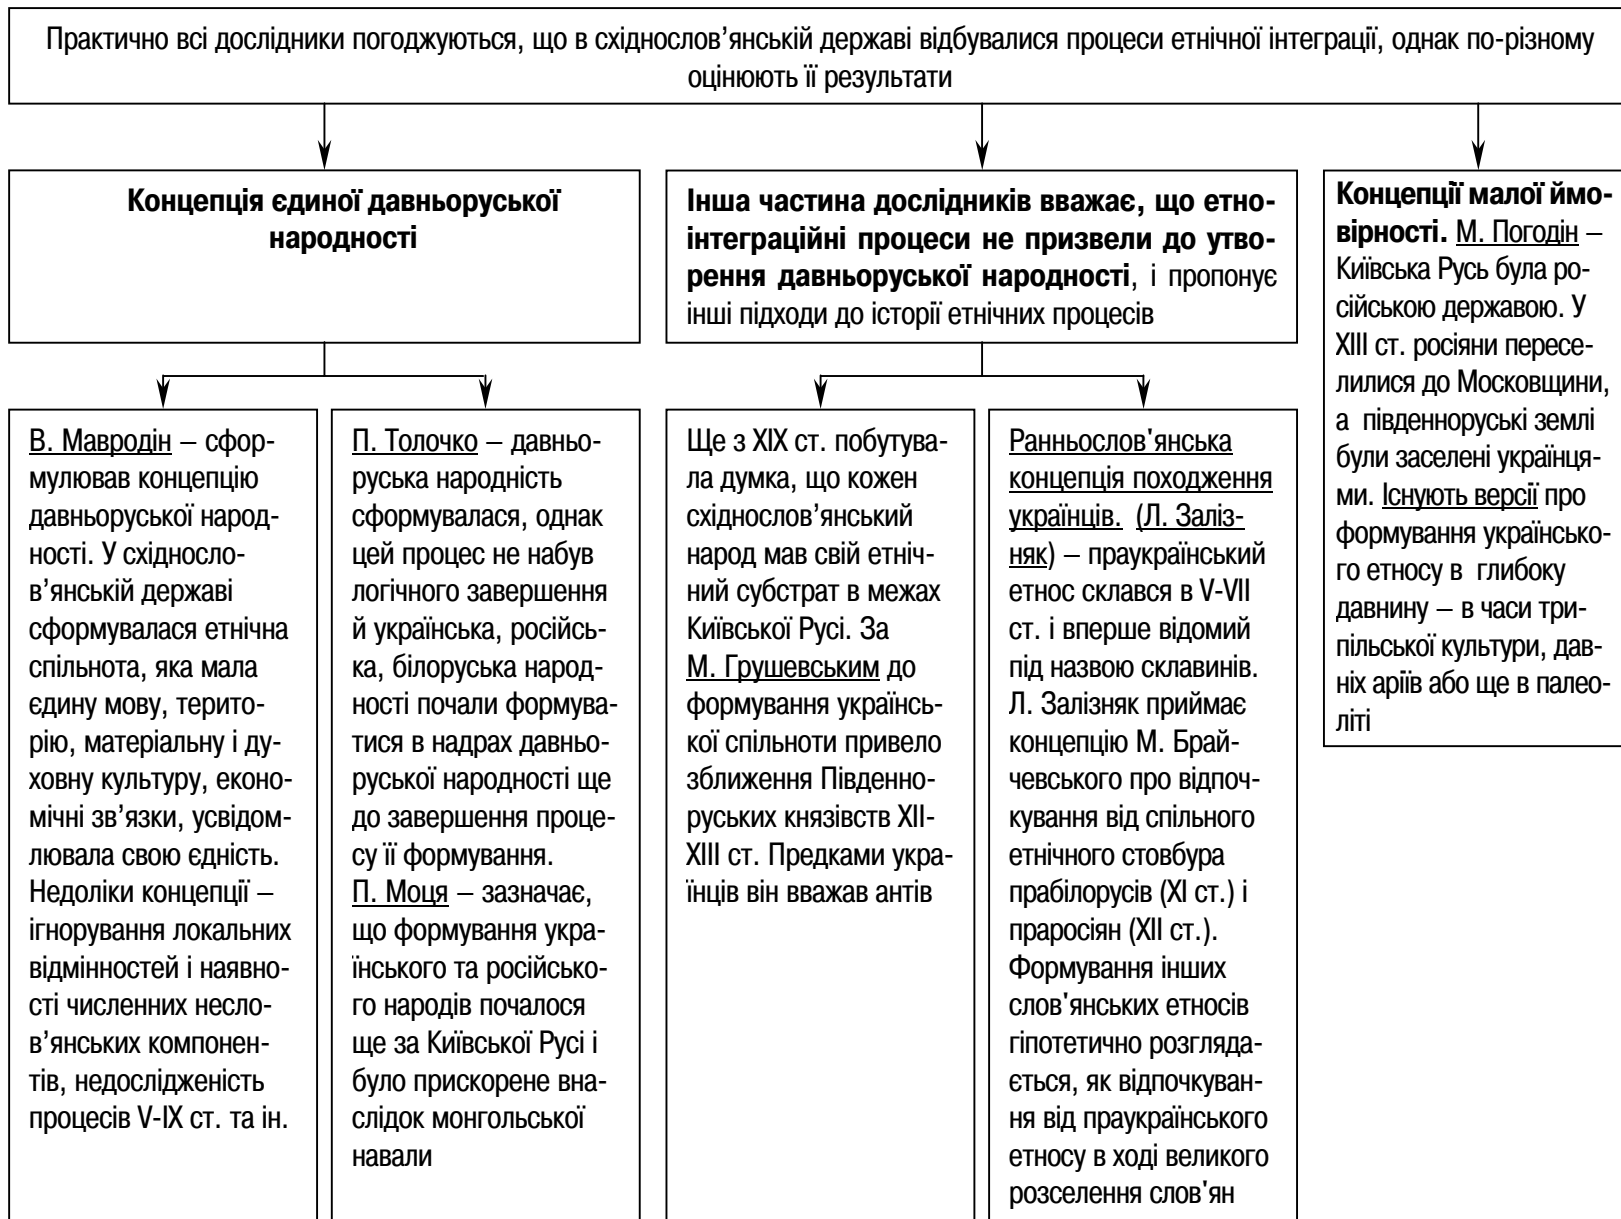 Практично всі дослідники погоджуються, що в східнослов’янській державі відбувалися процеси етнічної інтеграції, однак по-різному
оцінюють її результати
Концепція єдиної давньоруської
народності
Інша частина дослідників вважає, що етно-
інтеграційні процеси не призвели до утво-
рення давньоруської народності, і пропонує
інші підходи до історії етнічних процесів
Концепції малої ймо-
вірності. М. Погодін –
Київська Русь була ро-
сійською державою. У
XIII ст. росіяни пересе-
лилися до Московщини,
а південноруські землі
були заселені українця-
ми. Існують версії про
формування українсько-
го етносу в глибоку
давнину – в часи три-
пільської культури, дав-
ніх аріїв або ще в палео-
літі
В. Мавродін – сфор-
мулював концепцію
давньоруської народ-
ності. У східносло-
в’янській державі
сформувалася етнічна
спільнота, яка мала
єдину мову, терито-
рію, матеріальну і ду-
ховну культуру, еконо-
мічні зв’язки, усвідом-
лювала свою єдність.
Недоліки концепції –
ігнорування локальних
відмінностей і наявно-
сті численних несло-
в’янських компонен-
тів, недослідженість
процесів V-IX ст. та ін.
П. Толочко – давньо-
руська народність
сформувалася, однак
цей процес не набув
логічного завершення
й українська, російсь-
ка, білоруська народ-
ності почали формува-
тися в надрах давньо-
руської народності ще
до завершення проце-
су її формування.
П. Моця – зазначає,
що формування укра-
їнського та російсько-
го народів почалося
ще за Київської Русі і
було прискорене вна-
слідок монгольської
навали
Ще з XIX ст. побутува-
ла думка, що кожен
східнослов’янський
народ мав свій етніч-
ний субстрат в межах
Київської Русі. За
М. Грушевським до
формування українсь-
кої спільноти привело
зближення Південно-
руських князівств XII-
XIII ст. Предками укра-
їнців він вважав антів
Ранньослов'янська
концепція походження
українців. (Л. Заліз-
няк) – праукраїнський
етнос склався в V-VII
ст. і вперше відомий
під назвою склавинів.
Л. Залізняк приймає
концепцію М. Брай-
чевського про відпоч-
кування від спільного
етнічного стовбура
прабілорусів (XI ст.) і
праросіян (XII ст.).
Формування інших
слов'янських етносів
гіпотетично розгляда-
ється, як відпочкуван-
ня від праукраїнського
етносу в ході великого
розселення слов'ян